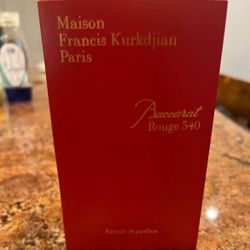 Maison
Francis Kurkdjian
Paris
Baccarat
Rouge 540
Extrait de parfum